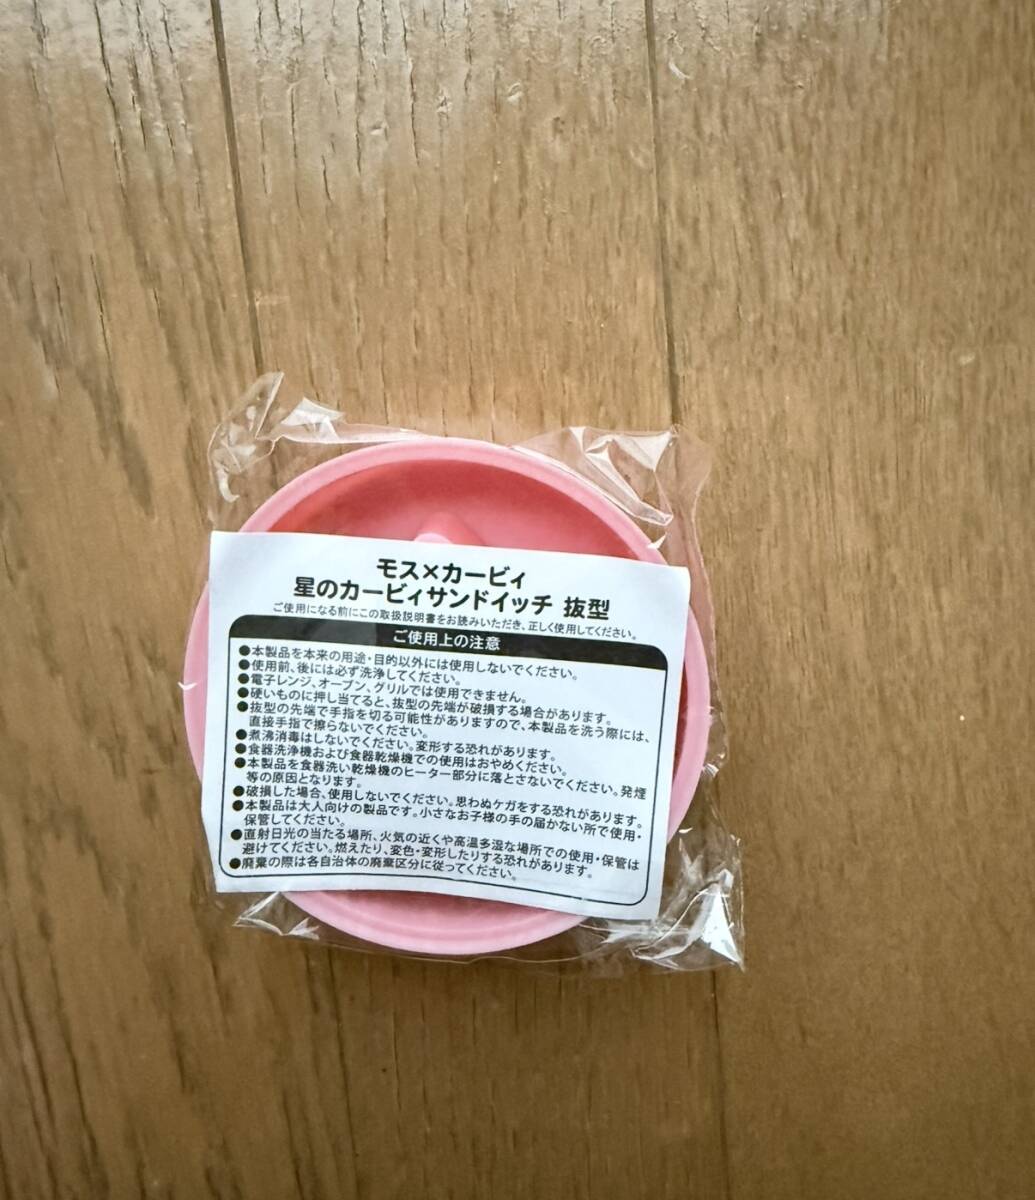 モス×カービィ
星のカービィサンドイッチ 抜型
ご使用になる前にこの取扱説明書をお読みいただき、正しく使用してください。
ご使用上の注意
●本製品を本来の用途・目的以外には使用しないでください。
●使用前、後には必ず洗浄してください。
●電子レンジ、オーブン、グリルでは使用できません。
●硬いものに押し当てると、抜型の先端が破損する場合があります。
●抜型の先端で手指を切る可能性がありますので、本製品を洗う際には、
直接手指で擦らないでください。
●煮沸消毒はしないでください。変形する恐れがあります。
●食器洗浄機および食器乾燥機での使用はおやめください。
●本製品を食器洗い乾燥機のヒーター部分に落とさないでください。発煙
等の原因となります。
●破損した場合、使用しないでください。思わぬケガをする恐れがあります。
●本製品は大人向けの製品です。小さなお子様の手の届かない所で使用・
保管してください。
●直射日光の当たる場所、火気の近くや高温多湿な場所での使用・保管は
避けてください。燃えたり、変色・変形したりする恐れがあります。
●廃棄の際は各自治体の廃棄区分に従ってください。